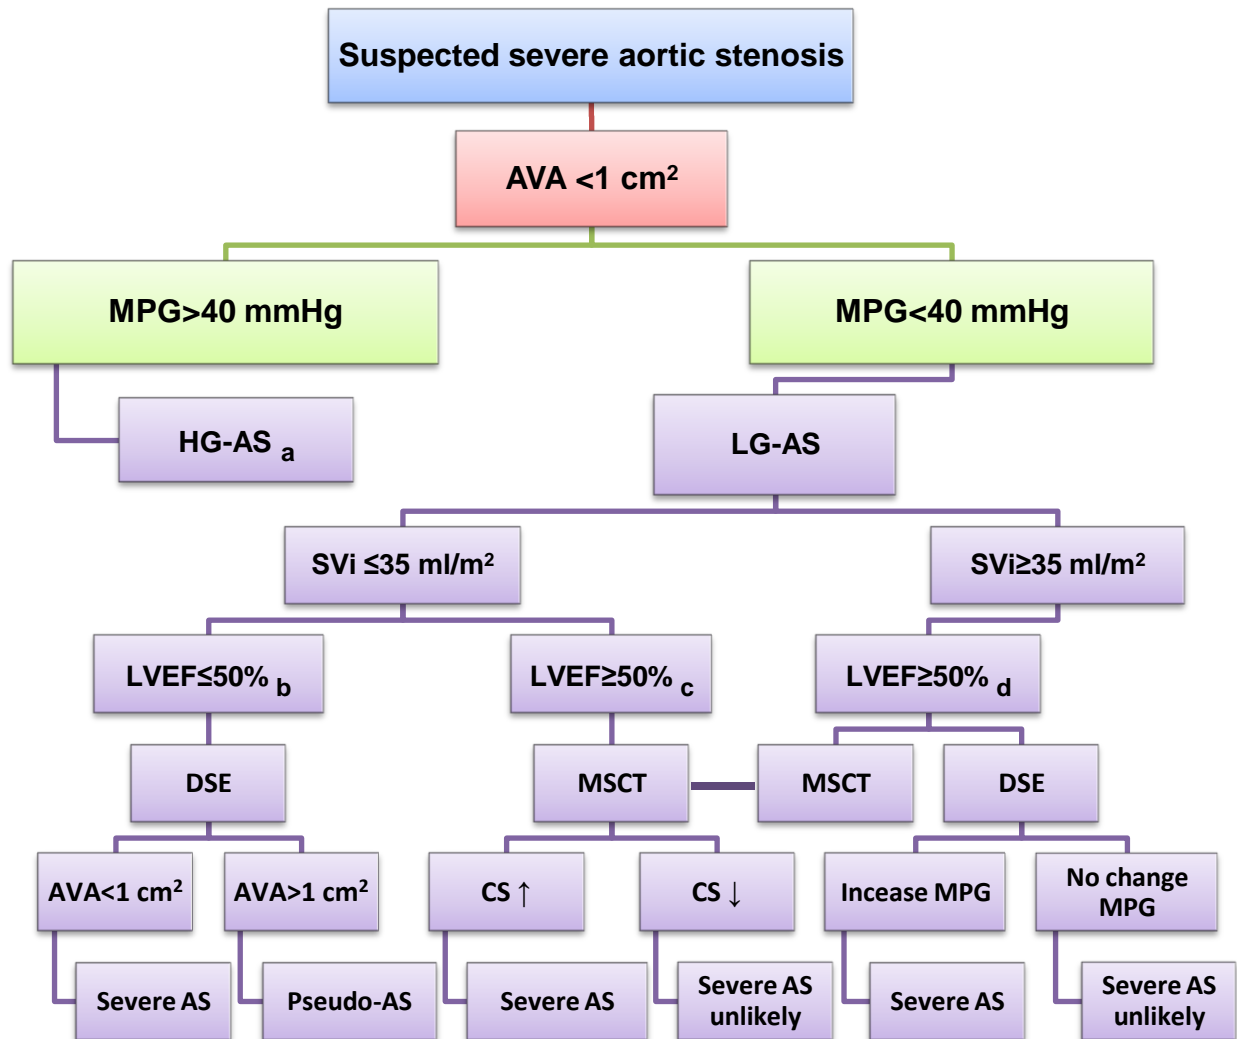 Suspected severe aortic stenosis
AVA <1 cm²
MPG>40 mmHg
MPG<40 mmHg
HG-AS a
LG-AS
SVi ≤35 ml/m²
SVi≥35 ml/m²
LVEF≤50% b
LVEF≥50% c
LVEF≥50% d
DSE
MSCT
MSCT
DSE
AVA<1 cm²
AVA>1 cm²
CS ↑
CS ↓
Incease MPG
No change
MPG
Severe AS
Pseudo-AS
Severe AS
Severe AS
unlikely
Severe AS
Severe AS
unlikely